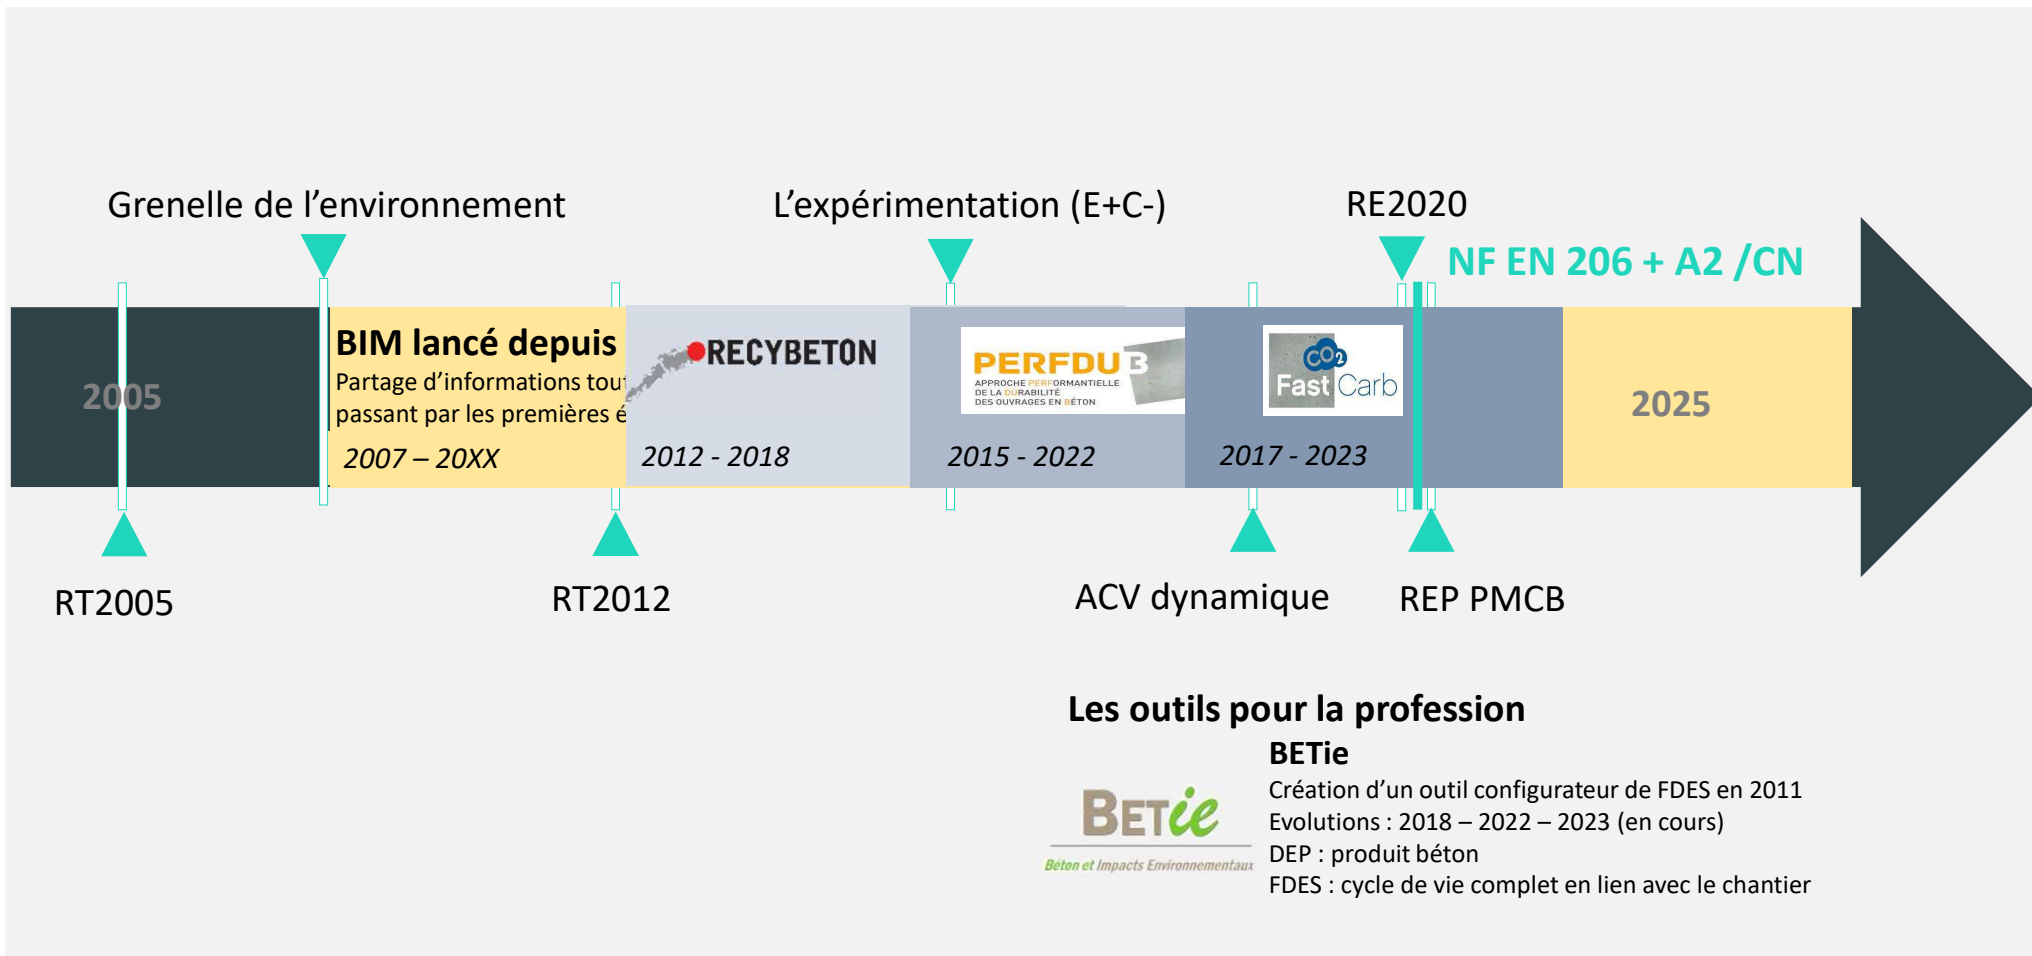 Grenelle de l’environnement
L’expérimentation (E+C-)
RE2020
NF EN 206 + A2 /CN
2005
BIM lancé depuis
Partage d’informations tout
passant par les premières é
2007 – 20XX
RECYBETON
2012 - 2018
PERFDUB
APPROCHE PERFORMANTIELLE
DE LA DURABILITÉ
DES OUVRAGES EN BÉTON
2015 - 2022
CO2
FastCarb
2017 - 2023
2025
RT2005
RT2012
ACV dynamique
REP PMCB
Les outils pour la profession
BETie
BETie
Béton et Impacts Environnementaux
Création d’un outil configurateur de FDES en 2011
Evolutions : 2018 – 2022 – 2023 (en cours)
DEP : produit béton
FDES : cycle de vie complet en lien avec le chantier